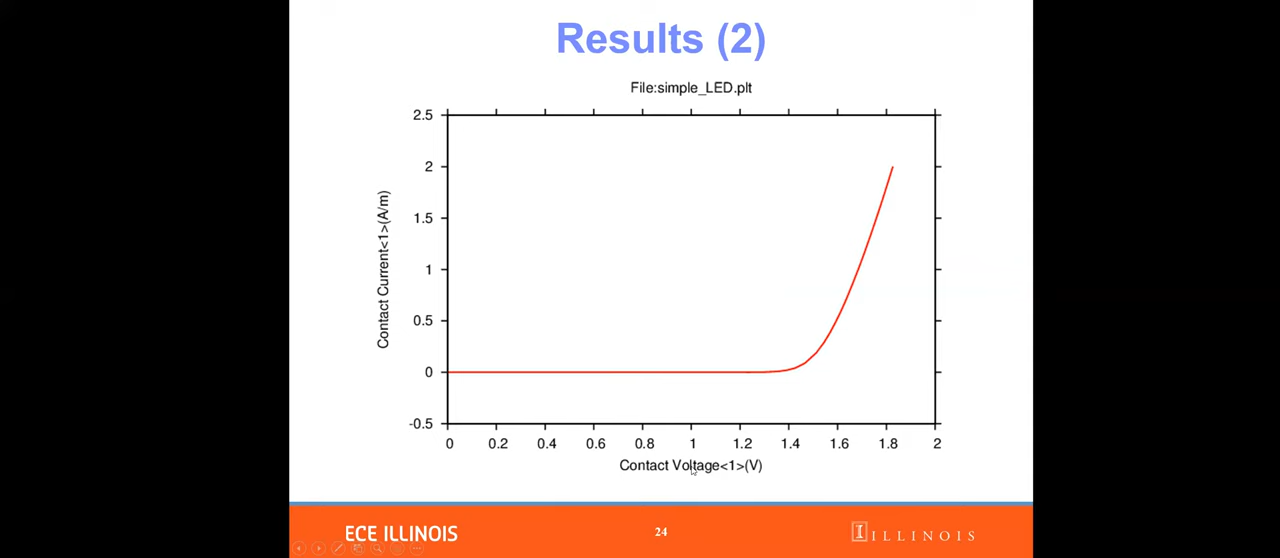 Results (2)
File:simple_LED.plt
Contact Current<1>(A/m)
2.5
2
1.5
1
0.5
0
-0.5
0 0.2 0.4 0.6 0.8 1 1.2 1.4 1.6 1.8 2
Contact Voltage<1>(V)
ECE ILLINOIS
24
I ILLINOIS